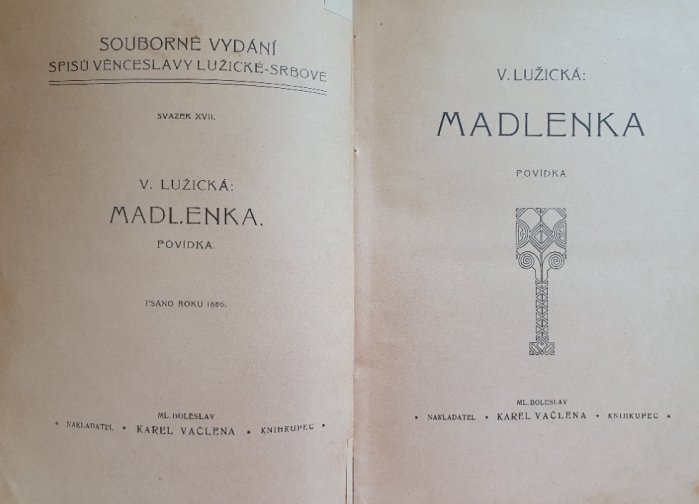 SOUBORNÉ VYDÁNÍ
SPISŮ VĚNCESLAVY LUŽICKÉ-SRBOVÉ
SVAZEK XVII.
V. LUŽICKÁ:
MADLENKA.
POVÍDKA.
PSÁNO ROKU 1886.
ML. BOLESLAV
• NAKLADATEL • KAREL VAČLENA • KNIHKUPEC •
V. LUŽICKÁ:
MADLENKA
POVÍDKA
ML. BOLESLAV
• NAKLADATEL • KAREL VAČLENA • KNIHKUPEC •